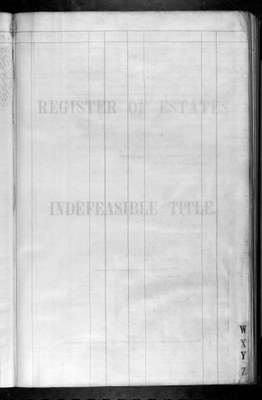 REGISTER OF ESTATES
INDEFEASIBLE TITLE.
W
X
Y
Z